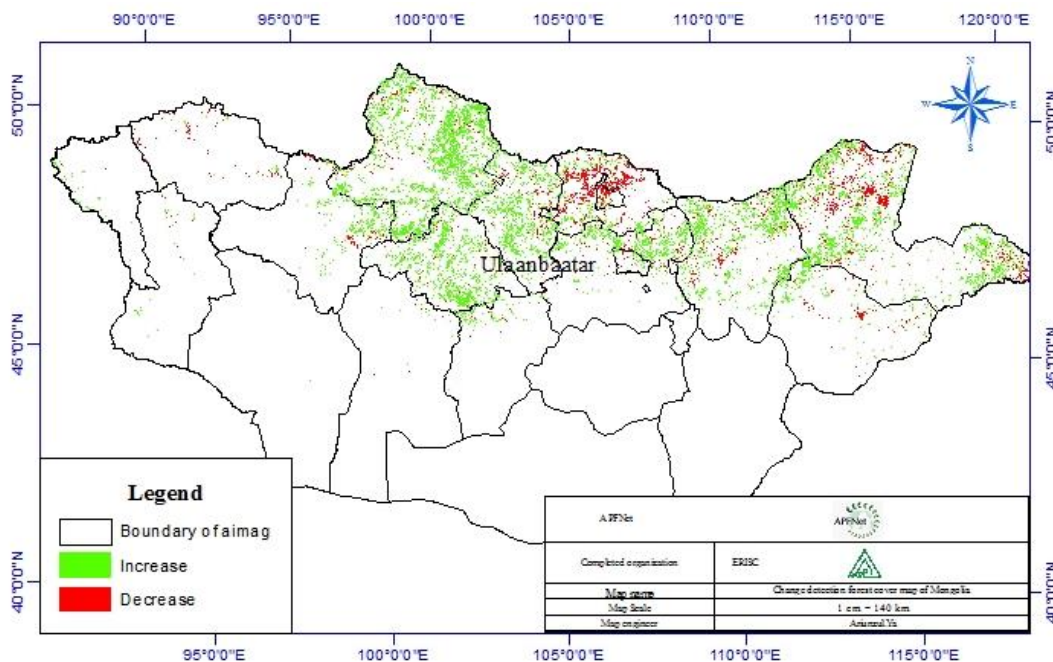 90°0'0"E 95°0'0"E 100°0'0"E 105°0'0"E 110°0'0"E 115°0'0"E 120°0'0"E
50°0'0"N
50°0'0"N
N
W E
S
Ulaanbaatar
45°0'0"N
45°0'0"N
Legend
Boundary of aimag
Increase
Decrease
APFNet APFNet
Completed organization ERISC
Map name Change detection forest cover map of Mongolia
Map Scale 1 cm = 140 km
Map engineer
40°0'0"N
40°0'0"N
95°0'0"E 100°0'0"E 105°0'0"E 110°0'0"E 115°0'0"E